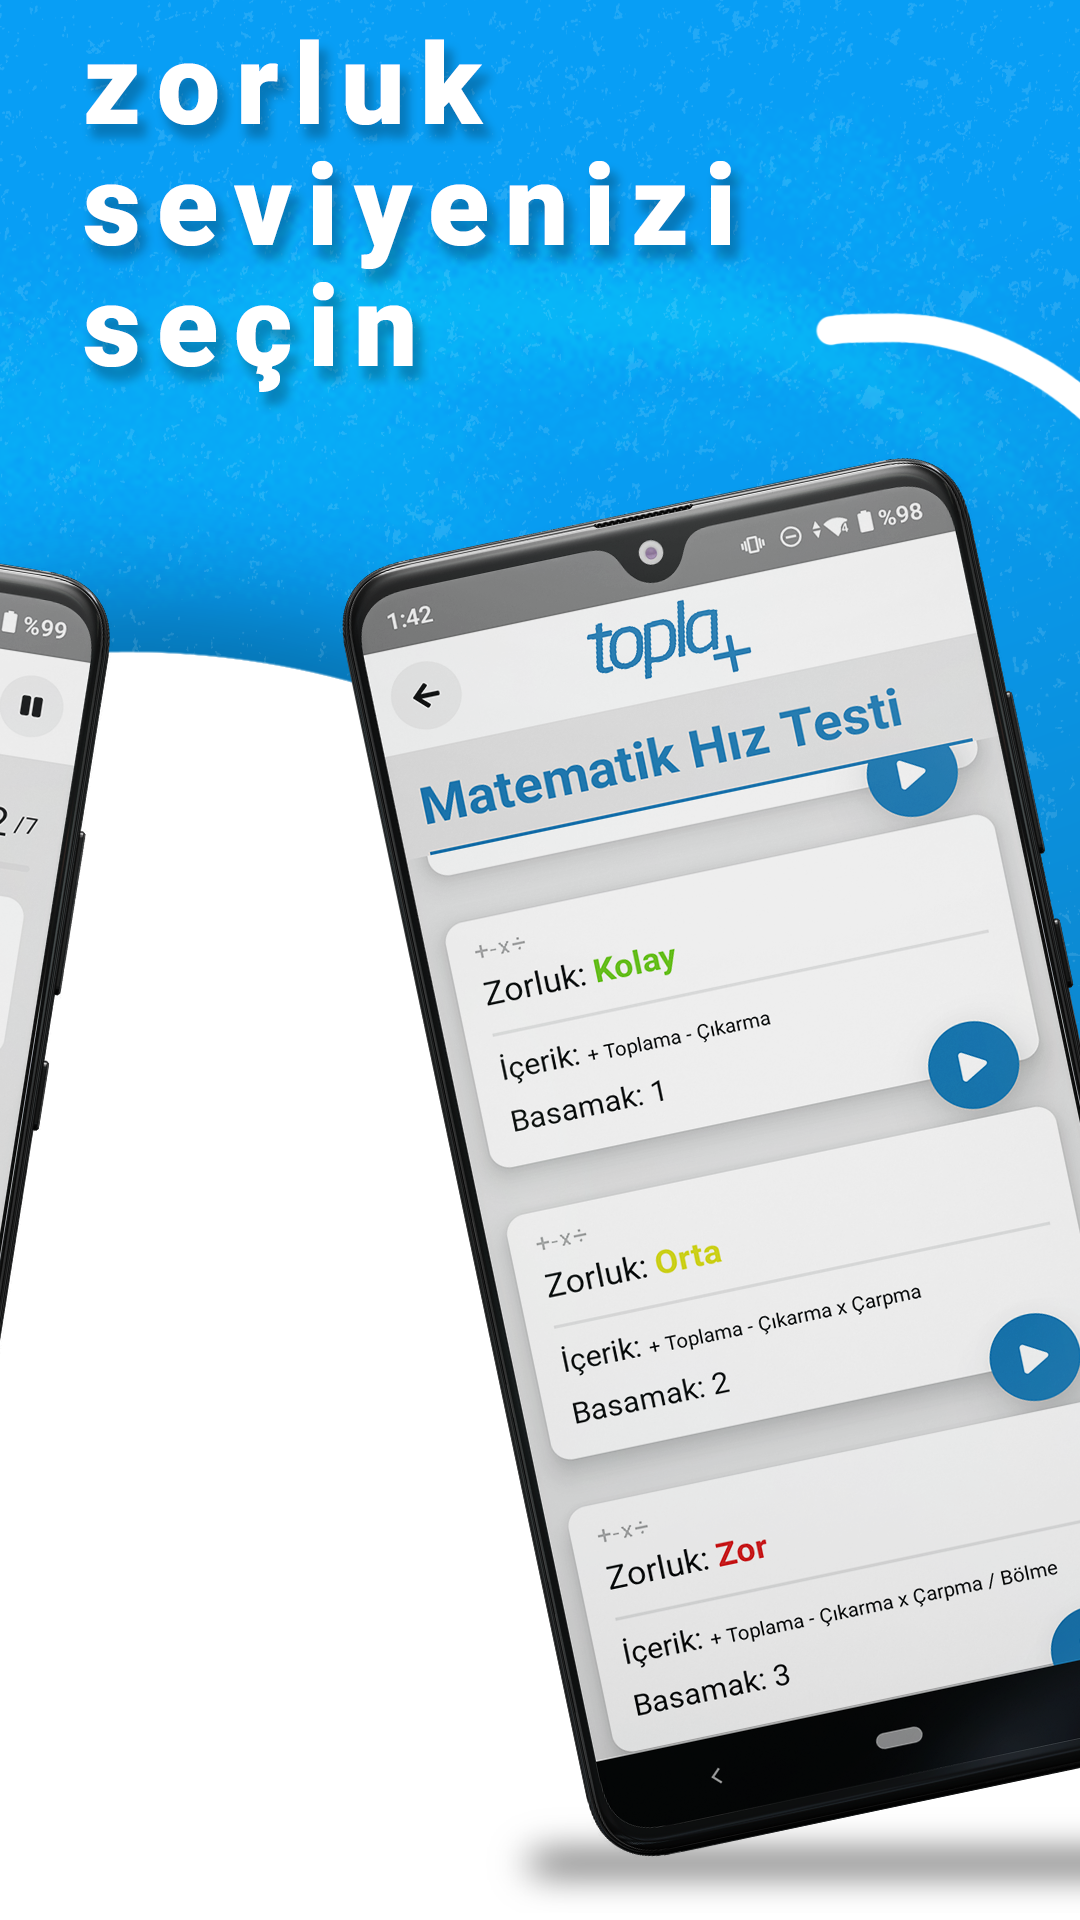 zorluk
seviyenizi
seçin
%99
2/7
1:42
%98
topla+
Matematik Hız Testi
+-x÷
Zorluk: Kolay
İçerik: + Toplama - Çıkarma
Basamak: 1
+-x÷
Zorluk: Orta
İçerik: + Toplama - Çıkarma x Çarpma
Basamak: 2
+-x÷
Zorluk: Zor
İçerik: + Toplama - Çıkarma x Çarpma / Bölme
Basamak: 3